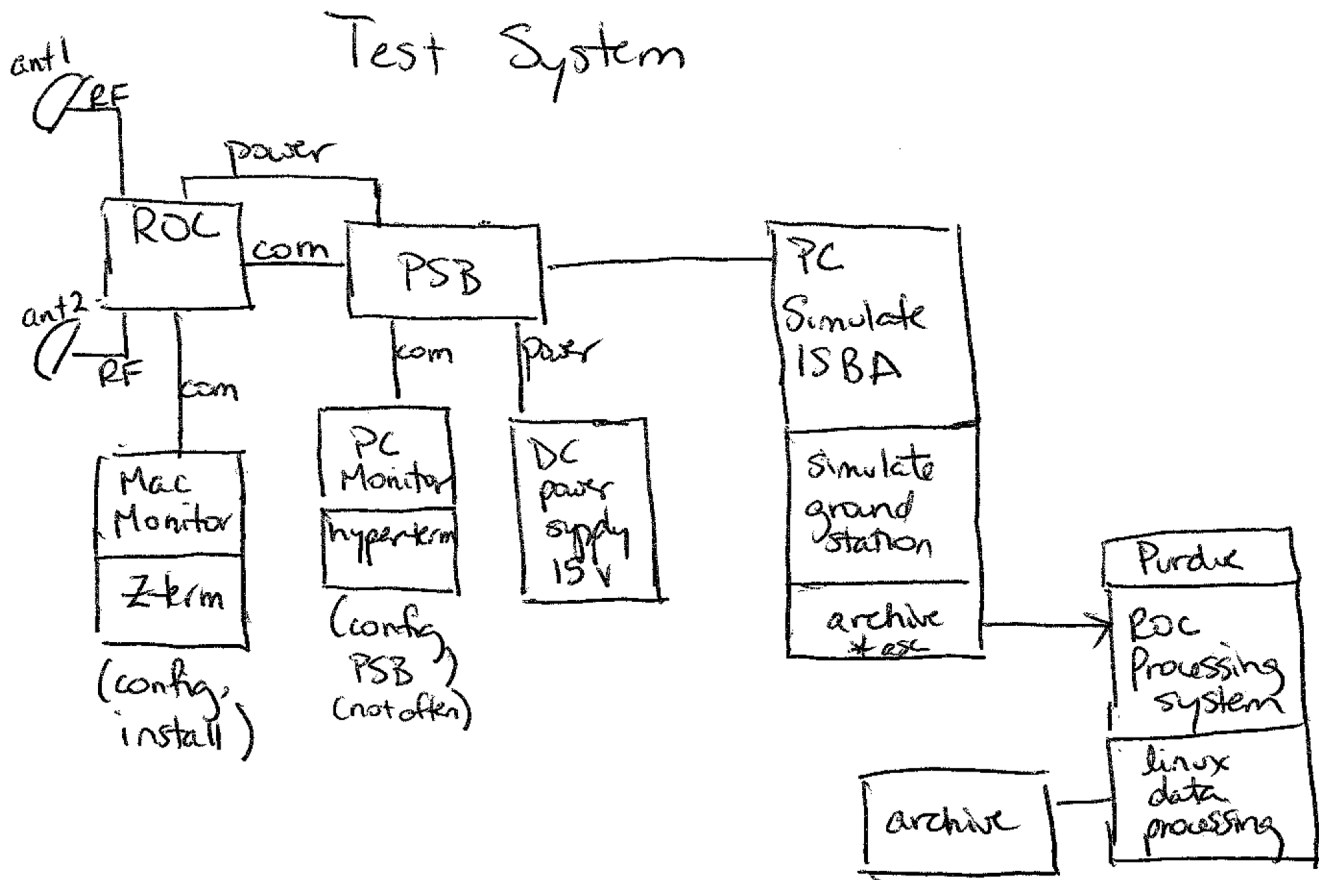 Test System
ant1
RF
power
ROC
com
PSB
PC
Simulate
ISBA
ant2
RF
com
com
power
Mac
Monitor
Z-term
(config,
install)
PC
Monitor
hyperterm
(config,
PSB)
(not often)
DC
power
supply
15 V
simulate
ground
station
archive
* asc
Purdue
ROC
Processing
system
linux
data
processing
archive